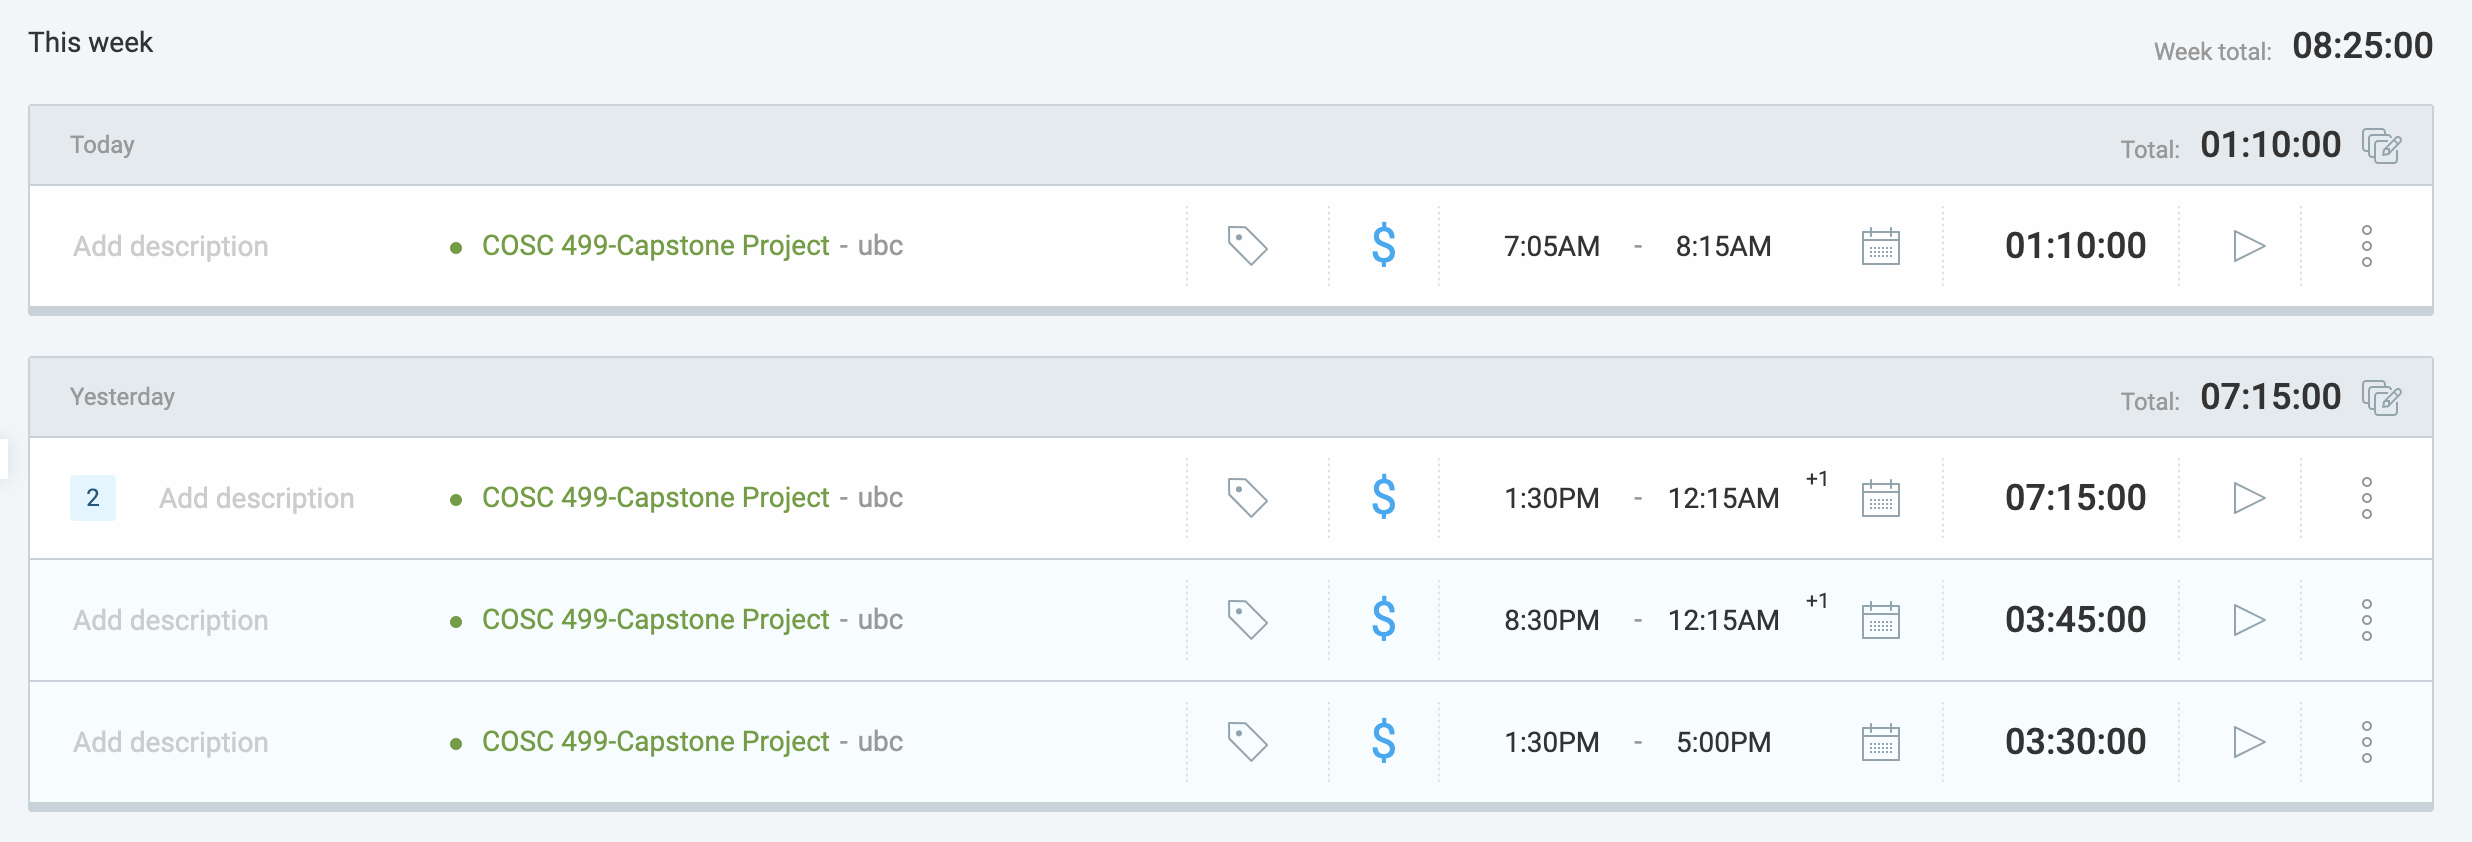 This week Week total: 08:25:00
Today Total: 01:10:00
Add description • COSC 499-Capstone Project - ubc $ 7:05AM - 8:15AM 01:10:00
Yesterday Total: 07:15:00
2 Add description • COSC 499-Capstone Project - ubc $ 1:30PM - 12:15AM +1 07:15:00
Add description • COSC 499-Capstone Project - ubc $ 8:30PM - 12:15AM +1 03:45:00
Add description • COSC 499-Capstone Project - ubc $ 1:30PM - 5:00PM 03:30:00